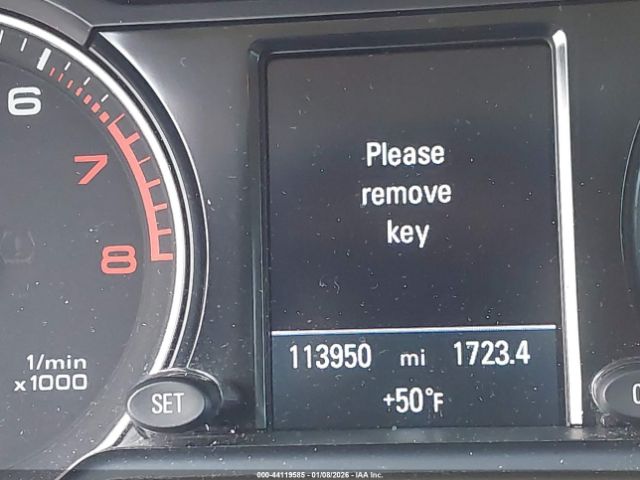 6
7
8
1/min
x 1000
SET
Please
remove
key
113950 mi 1723.4
+50°F
000-44119585 - 01/08/2026 - IAA Inc.